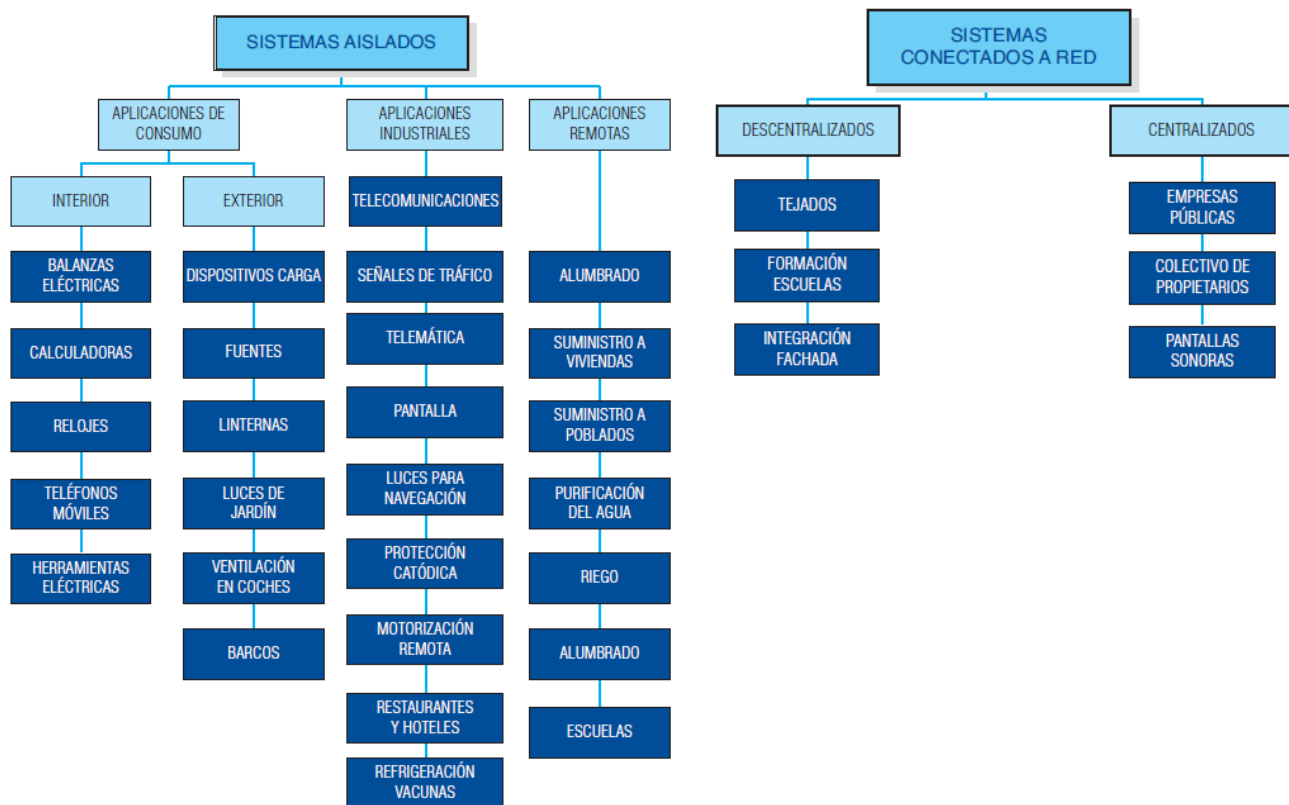 SISTEMAS AISLADOS
APLICACIONES DE
CONSUMO
INTERIOR
BALANZAS
ELÉCTRICAS
CALCULADORAS
RELOJES
TELÉFONOS
MÓVILES
HERRAMIENTAS
ELÉCTRICAS
EXTERIOR
DISPOSITIVOS CARGA
FUENTES
LINTERNAS
LUCES DE
JARDÍN
VENTILACIÓN
EN COCHES
BARCOS
APLICACIONES
INDUSTRIALES
TELECOMUNICACIONES
SEÑALES DE TRÁFICO
TELEMÁTICA
PANTALLA
LUCES PARA
NAVEGACIÓN
PROTECCIÓN
CATÓDICA
MOTORIZACIÓN
REMOTA
RESTAURANTES
Y HOTELES
REFRIGERACIÓN
VACUNAS
APLICACIONES
REMOTAS
ALUMBRADO
SUMINISTRO A
VIVIENDAS
SUMINISTRO A
POBLADOS
PURIFICACIÓN
DEL AGUA
RIEGO
ALUMBRADO
ESCUELAS
SISTEMAS
CONECTADOS A RED
DESCENTRALIZADOS
TEJADOS
FORMACIÓN
ESCUELAS
INTEGRACIÓN
FACHADA
CENTRALIZADOS
EMPRESAS
PÚBLICAS
COLECTIVO DE
PROPIETARIOS
PANTALLAS
SONORAS